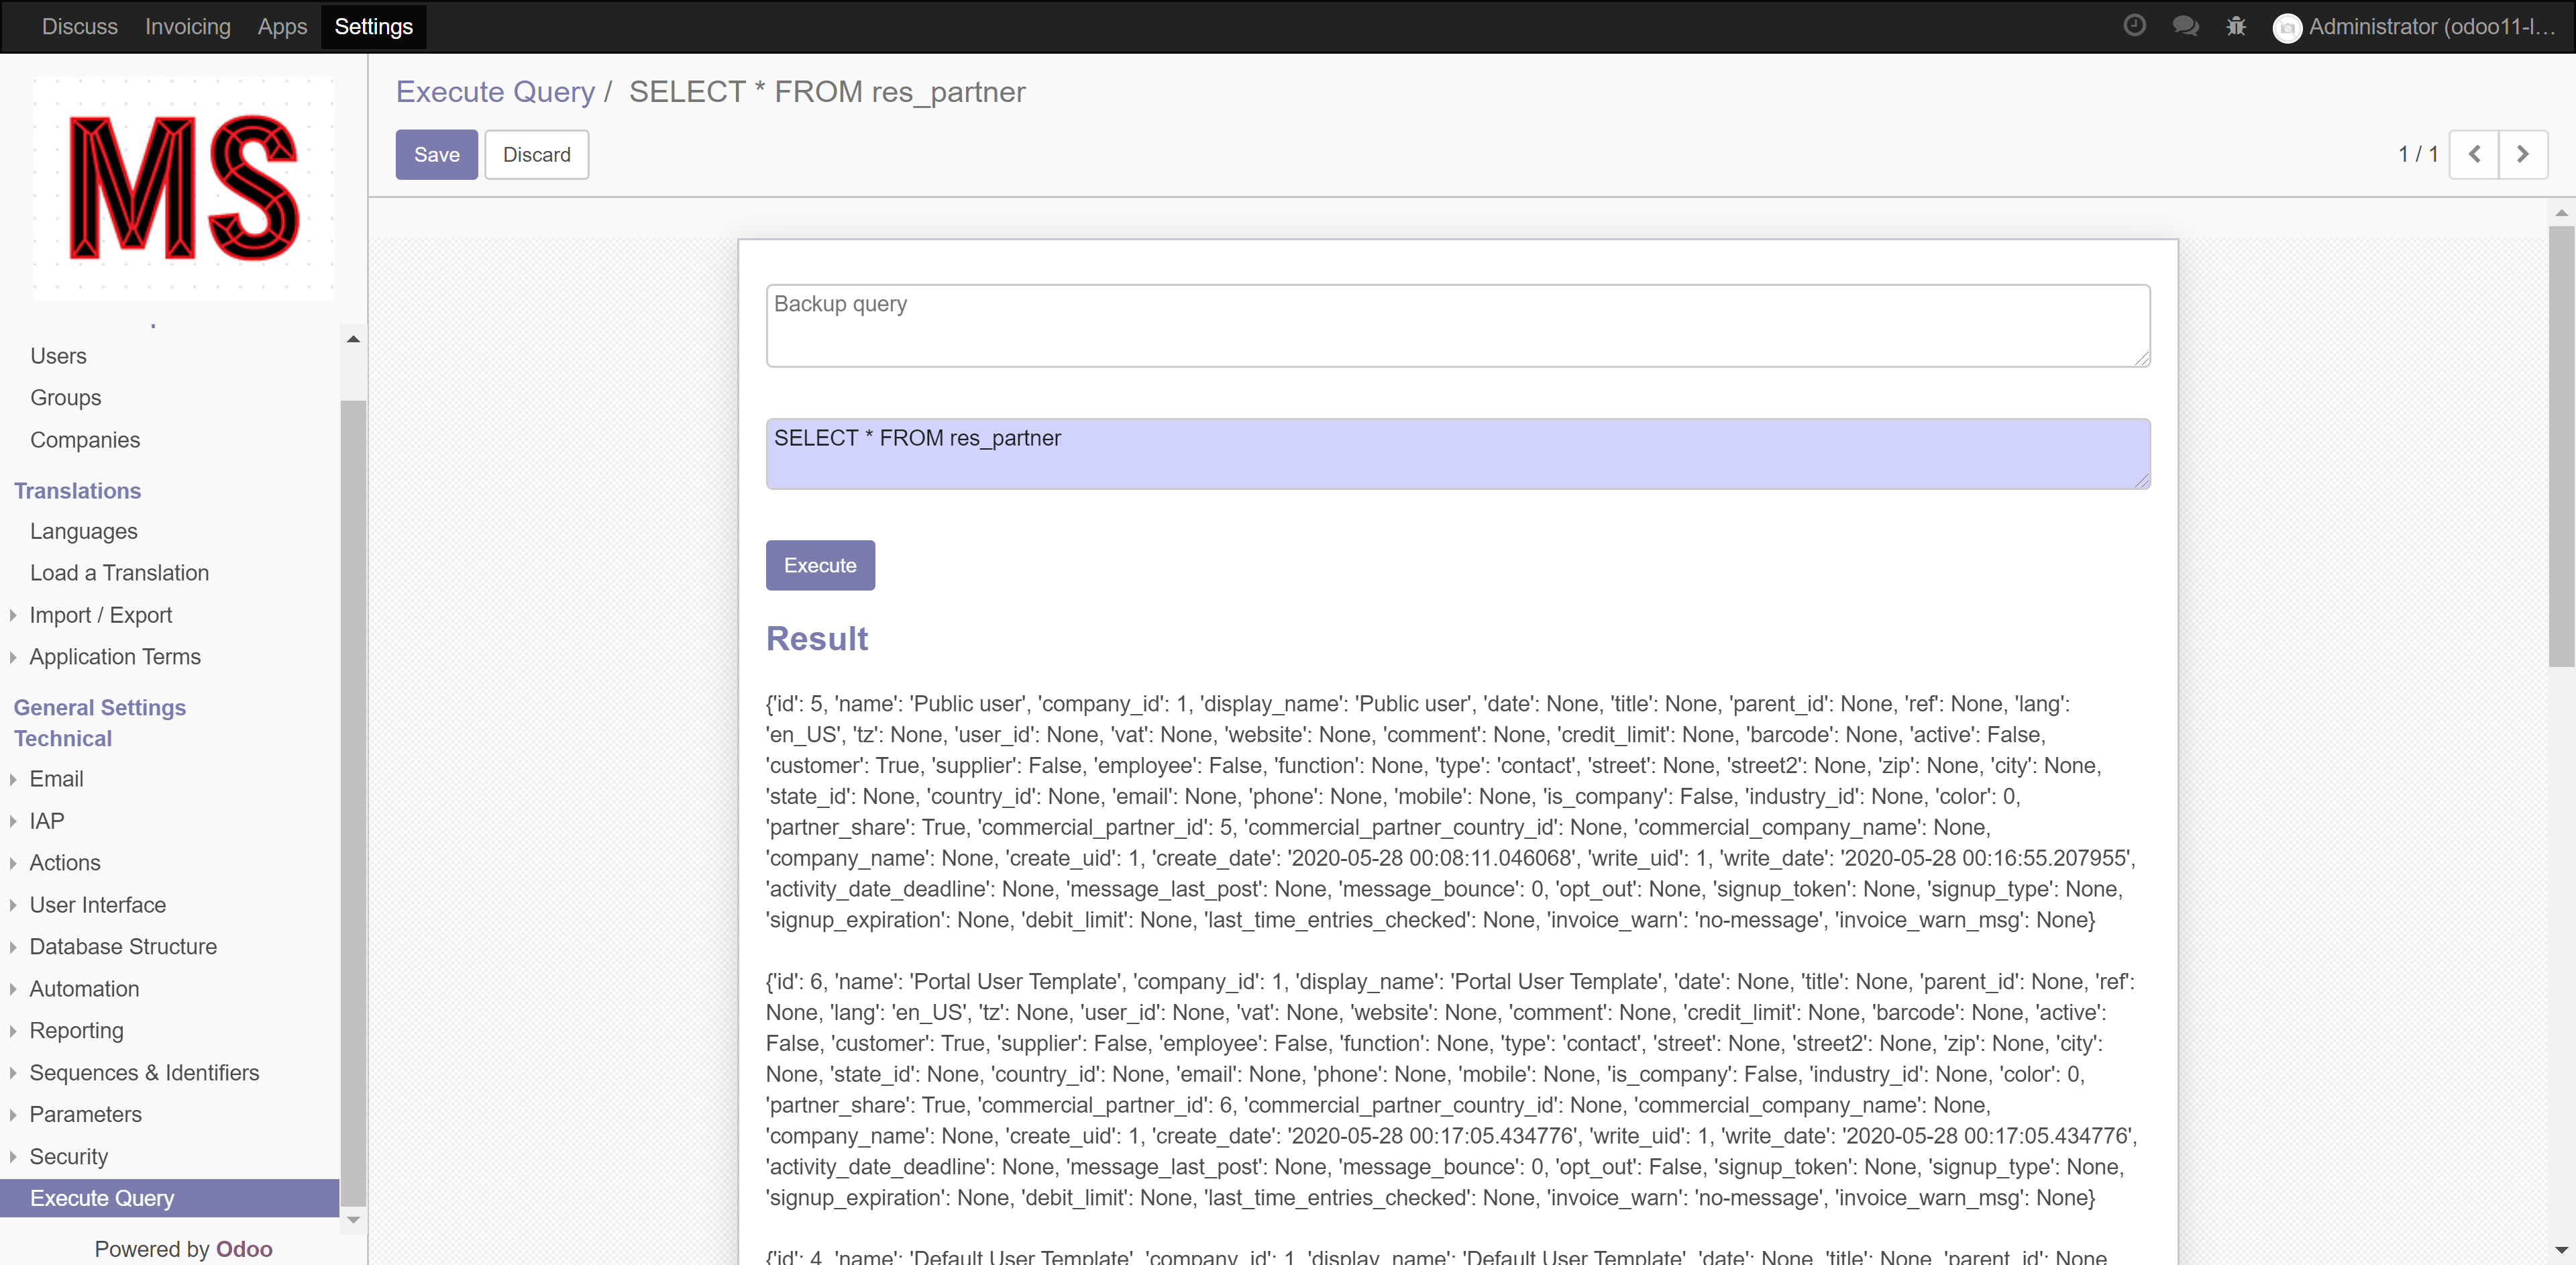 Discuss Invoicing Apps Settings
Administrator (odoo11-l...
MS
Execute Query / SELECT * FROM res_partner
Save Discard
1 / 1
Users
Groups
Companies
Translations
Languages
Load a Translation
Import / Export
Application Terms
General Settings
Technical
Email
IAP
Actions
User Interface
Database Structure
Automation
Reporting
Sequences & Identifiers
Parameters
Security
Execute Query
Powered by Odoo
Backup query
SELECT * FROM res_partner
Execute
Result
{'id': 5, 'name': 'Public user', 'company_id': 1, 'display_name': 'Public user', 'date': None, 'title': None, 'parent_id': None, 'ref': None, 'lang':
'en_US', 'tz': None, 'user_id': None, 'vat': None, 'website': None, 'comment': None, 'credit_limit': None, 'barcode': None, 'active': False,
'customer': True, 'supplier': False, 'employee': False, 'function': None, 'type': 'contact', 'street': None, 'street2': None, 'zip': None, 'city': None,
'state_id': None, 'country_id': None, 'email': None, 'phone': None, 'mobile': None, 'is_company': False, 'industry_id': None, 'color': 0,
'partner_share': True, 'commercial_partner_id': 5, 'commercial_partner_country_id': None, 'commercial_company_name': None,
'company_name': None, 'create_uid': 1, 'create_date': '2020-05-28 00:08:11.046068', 'write_uid': 1, 'write_date': '2020-05-28 00:16:55.207955',
'activity_date_deadline': None, 'message_last_post': None, 'message_bounce': 0, 'opt_out': None, 'signup_token': None, 'signup_type': None,
'signup_expiration': None, 'debit_limit': None, 'last_time_entries_checked': None, 'invoice_warn': 'no-message', 'invoice_warn_msg': None}
{'id': 6, 'name': 'Portal User Template', 'company_id': 1, 'display_name': 'Portal User Template', 'date': None, 'title': None, 'parent_id': None, 'ref':
None, 'lang': 'en_US', 'tz': None, 'user_id': None, 'vat': None, 'website': None, 'comment': None, 'credit_limit': None, 'barcode': None, 'active':
False, 'customer': True, 'supplier': False, 'employee': False, 'function': None, 'type': 'contact', 'street': None, 'street2': None, 'zip': None, 'city':
None, 'state_id': None, 'country_id': None, 'email': None, 'phone': None, 'mobile': None, 'is_company': False, 'industry_id': None, 'color': 0,
'partner_share': True, 'commercial_partner_id': 6, 'commercial_partner_country_id': None, 'commercial_company_name': None,
'company_name': None, 'create_uid': 1, 'create_date': '2020-05-28 00:17:05.434776', 'write_uid': 1, 'write_date': '2020-05-28 00:17:05.434776',
'activity_date_deadline': None, 'message_last_post': None, 'message_bounce': 0, 'opt_out': False, 'signup_token': None, 'signup_type': None,
'signup_expiration': None, 'debit_limit': None, 'last_time_entries_checked': None, 'invoice_warn': 'no-message', 'invoice_warn_msg': None}
{'id': 4, 'name': 'Default User Template', 'company_id': 1, 'display_name': 'Default User Template', 'date': None, 'title': None, 'parent_id': None,